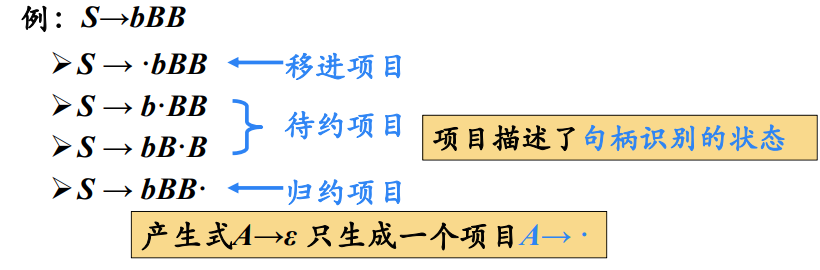 例：S→bBB
➢S → ·bBB 移进项目
➢S → b·BB
待约项目
➢S → bB·B
项目描述了句柄识别的状态
➢S → bBB· 归约项目
产生式A→ε 只生成一个项目A→ ·